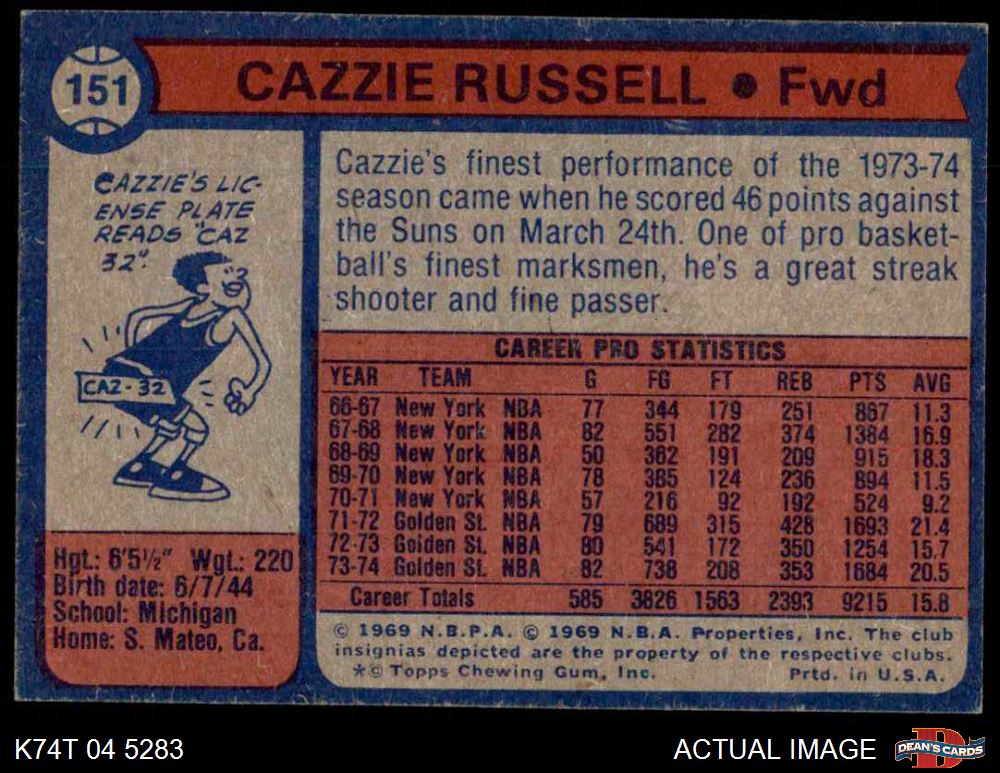 151
CAZZIE RUSSELL • Fwd
CAZZIE'S LIC-
ENSE PLATE
READS "CAZ
32".
CAZ-32
Cazzie's finest performance of the 1973-74
season came when he scored 46 points against
the Suns on March 24th. One of pro basket-
ball's finest marksmen, he's a great streak
shooter and fine passer.
CAREER PRO STATISTICS
YEAR TEAM G FG FT REB PTS AVG
66-67 New York NBA 77 344 179 251 867 11.3
67-68 New York NBA 82 551 282 374 1384 16.9
68-69 New York NBA 50 362 191 209 915 18.3
69-70 New York NBA 78 385 124 236 894 11.5
70-71 New York NBA 57 216 92 192 524 9.2
71-72 Golden St. NBA 79 689 315 428 1693 21.4
72-73 Golden St. NBA 80 541 172 350 1254 15.7
73-74 Golden St. NBA 82 738 208 353 1684 20.5
Career Totals 585 3826 1563 2393 9215 15.8
Hgt.: 6'5½" Wgt.: 220
Birth date: 6/7/44
School: Michigan
Home: S. Mateo, Ca.
© 1969 N.B.P.A. © 1969 N.B.A. Properties, Inc. The club
insignias depicted are the property of the respective clubs.
*© Topps Chewing Gum, Inc. Prtd. in U.S.A.
K74T 04 5283
ACTUAL IMAGE
D
DEAN'S CARDS